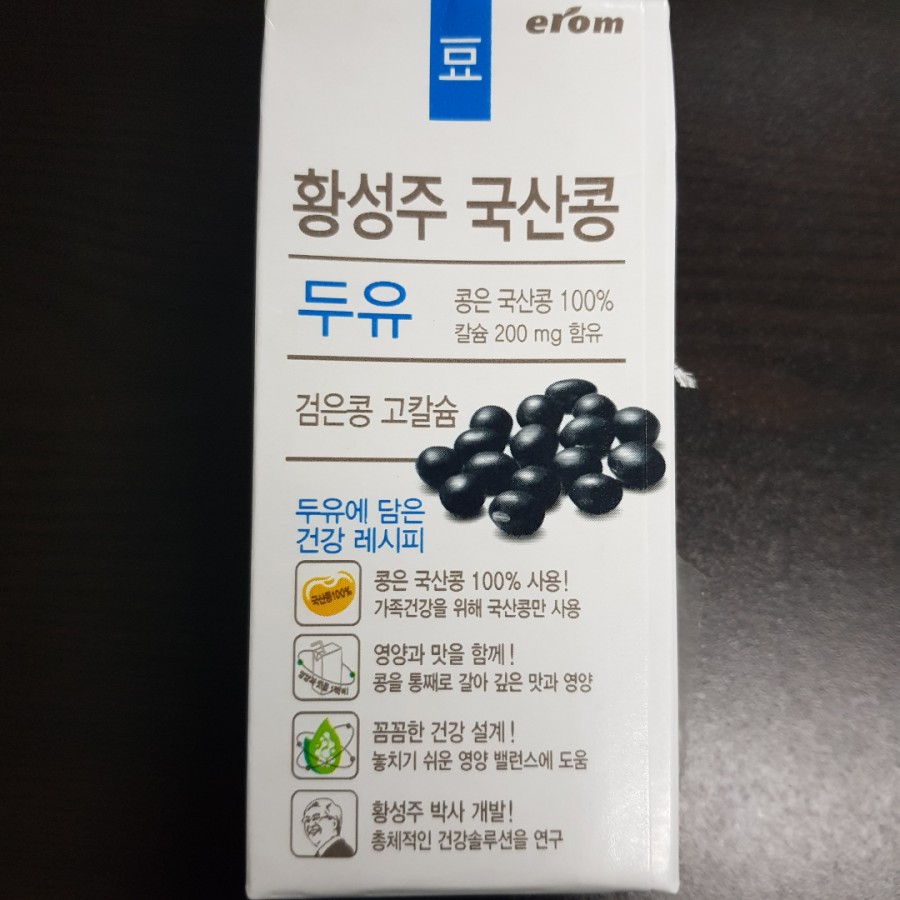 erom
豆
황성주 국산콩
두유
콩은 국산콩 100%
칼슘 200 mg 함유
검은콩 고칼슘
두유에 담은
건강 레시피
국산콩100%
콩은 국산콩 100% 사용!
가족건강을 위해 국산콩만 사용
영양과 맛을 함께!
콩을 통째로 갈아 깊은 맛과 영양
꼼꼼한 건강 설계!
놓치기 쉬운 영양 밸런스에 도움
황성주 박사 개발!
총체적인 건강솔루션을 연구